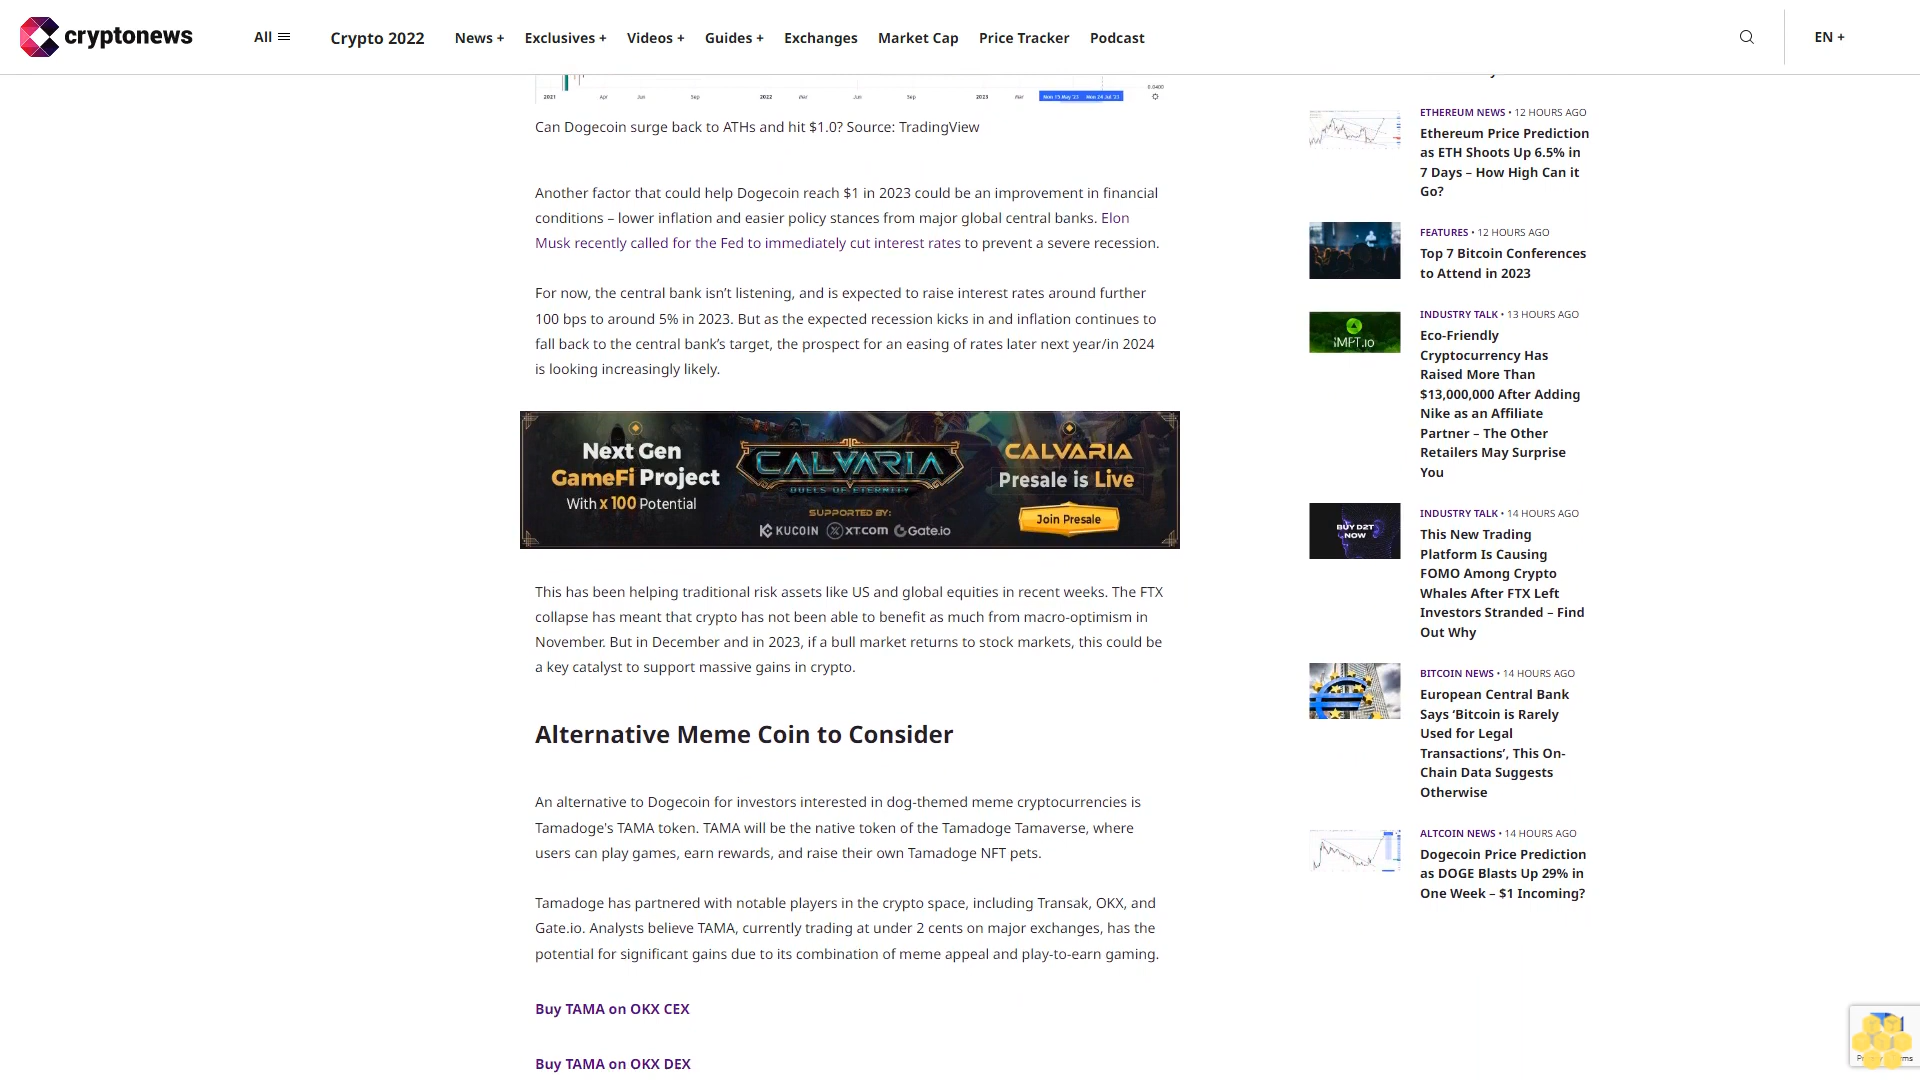 cryptonews
All
Crypto 2022
News +
Exclusives +
Videos +
Guides +
Exchanges
Market Cap
Price Tracker
Podcast
EN +
2021 Apr Jun Sep 2022 Mar Jun Sep 2023 Mar Mon 15 May '23 Mon 24 Jul '23
Can Dogecoin surge back to ATHs and hit $1.0? Source: TradingView
Another factor that could help Dogecoin reach $1 in 2023 could be an improvement in financial
conditions – lower inflation and easier policy stances from major global central banks. Elon
Musk recently called for the Fed to immediately cut interest rates to prevent a severe recession.
For now, the central bank isn’t listening, and is expected to raise interest rates around further
100 bps to around 5% in 2023. But as the expected recession kicks in and inflation continues to
fall back to the central bank’s target, the prospect for an easing of rates later next year/in 2024
is looking increasingly likely.
Next Gen
GameFi Project
With x 100 Potential
CALVARIA
DUELS OF ETERNITY
SUPPORTED BY:
KUCOIN XT.COM Gate.io
CALVARIA
Presale is Live
Join Presale
This has been helping traditional risk assets like US and global equities in recent weeks. The FTX
collapse has meant that crypto has not been able to benefit as much from macro-optimism in
November. But in December and in 2023, if a bull market returns to stock markets, this could be
a key catalyst to support massive gains in crypto.
Alternative Meme Coin to Consider
An alternative to Dogecoin for investors interested in dog-themed meme cryptocurrencies is
Tamadoge's TAMA token. TAMA will be the native token of the Tamadoge Tamaverse, where
users can play games, earn rewards, and raise their own Tamadoge NFT pets.
Tamadoge has partnered with notable players in the crypto space, including Transak, OKX, and
Gate.io. Analysts believe TAMA, currently trading at under 2 cents on major exchanges, has the
potential for significant gains due to its combination of meme appeal and play-to-earn gaming.
Buy TAMA on OKX CEX
Buy TAMA on OKX DEX
ETHEREUM NEWS • 12 HOURS AGO
Ethereum Price Prediction
as ETH Shoots Up 6.5% in
7 Days – How High Can it
Go?
FEATURES • 12 HOURS AGO
Top 7 Bitcoin Conferences
to Attend in 2023
iMPT.io
INDUSTRY TALK • 13 HOURS AGO
Eco-Friendly
Cryptocurrency Has
Raised More Than
$13,000,000 After Adding
Nike as an Affiliate
Partner – The Other
Retailers May Surprise
You
BUY D2T
NOW
INDUSTRY TALK • 14 HOURS AGO
This New Trading
Platform Is Causing
FOMO Among Crypto
Whales After FTX Left
Investors Stranded – Find
Out Why
BITCOIN NEWS • 14 HOURS AGO
European Central Bank
Says ‘Bitcoin is Rarely
Used for Legal
Transactions’, This On-
Chain Data Suggests
Otherwise
ALTCOIN NEWS • 14 HOURS AGO
Dogecoin Price Prediction
as DOGE Blasts Up 29% in
One Week – $1 Incoming?